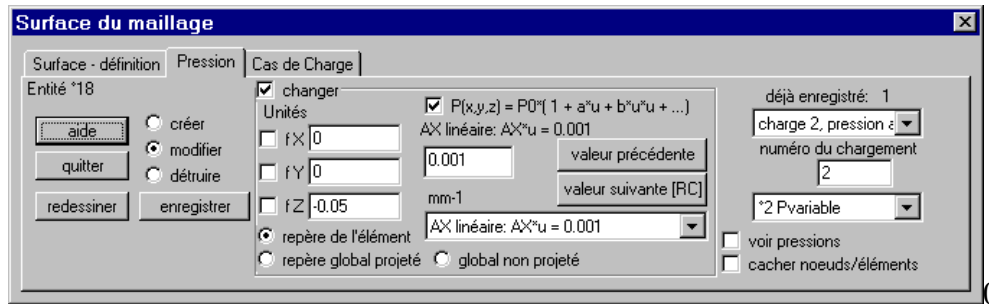 Surface du maillage
Surface - définition Pression Cas de Charge
Entité *18
aide
quitter
redessiner
créer
modifier
détruire
enregistrer
changer
Unités
fX 0
fY 0
fZ -0.05
repère de l'élément
repère global projeté global non projeté
P(x,y,z) = P0*( 1 + a*u + b*u*u + ...)
AX linéaire: AX*u = 0.001
0.001
mm-1
valeur précédente
valeur suivante [RC]
AX linéaire: AX*u = 0.001
déjà enregistré: 1
charge 2, pression
numéro du chargement
2
*2 Pvariable
voir pressions
cacher noeuds/éléments